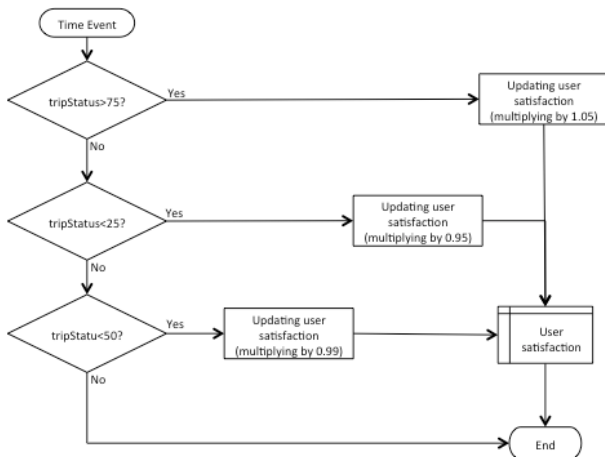 Time Event
tripStatus>75?
Yes
Updating user
satisfaction
(multiplying by 1.05)
No
tripStatus<25?
Yes
Updating user
satisfaction
(multiplying by 0.95)
No
tripStatu<50?
Yes
Updating user
satisfaction
(multiplying by 0.99)
User
satisfaction
No
End